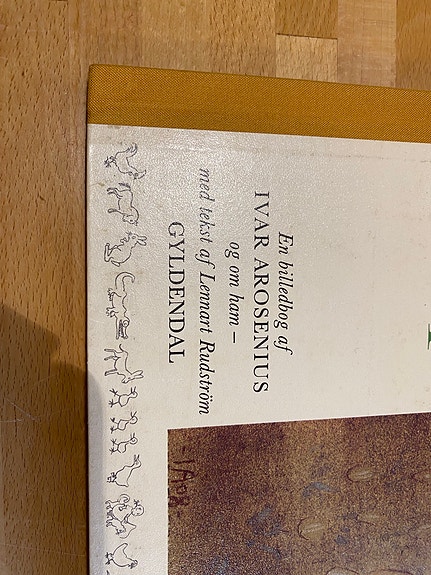 En billedbog af
IVAR AROSENIUS
og om ham —
med tekst af Lennart Rudström
GYLDENDAL